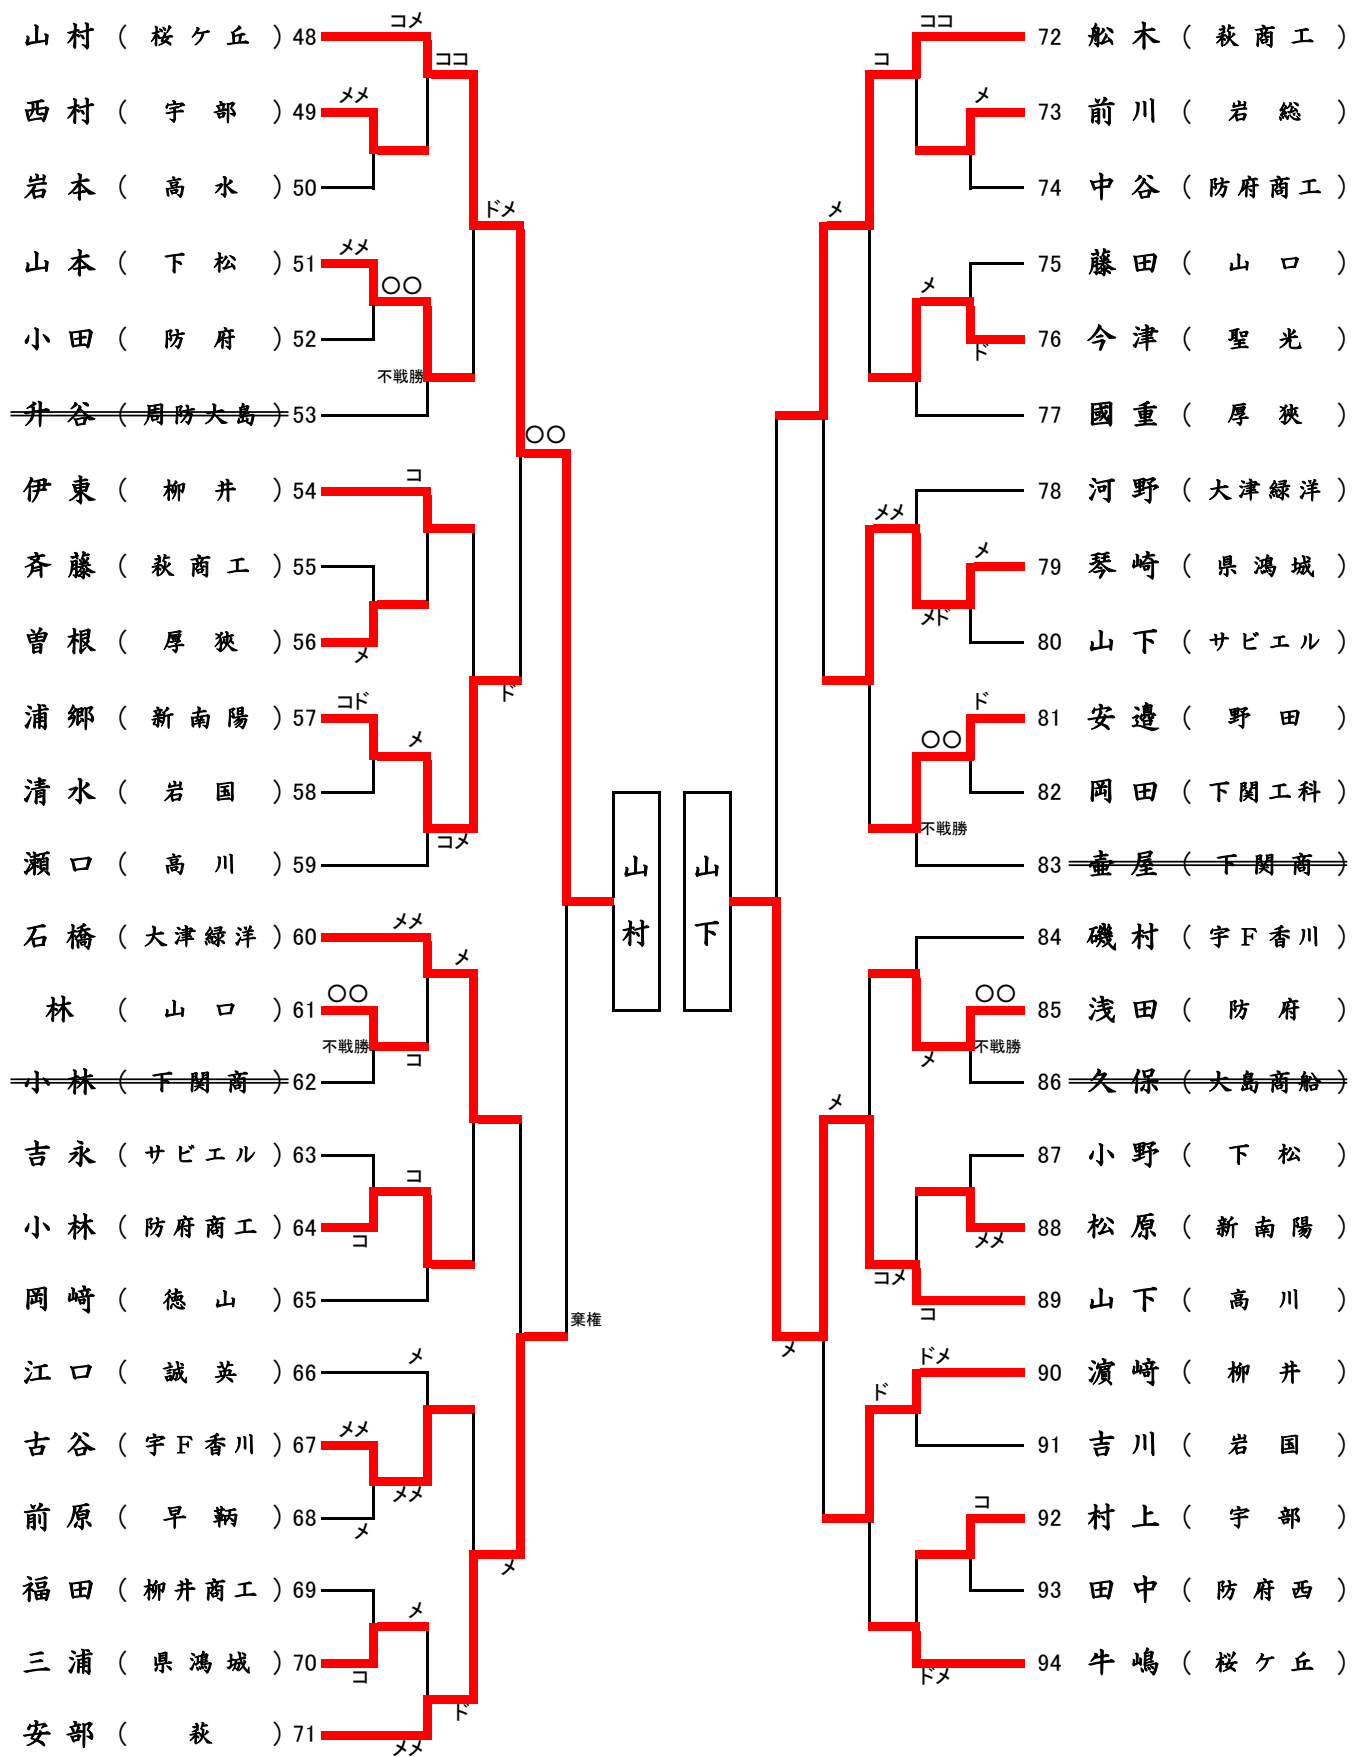 山村（桜ケ丘）48
西村（宇部）49
岩本（高水）50
山本（下松）51
小田（防府）52
升谷（周防大島）53
伊東（柳井）54
斉藤（萩商工）55
曽根（厚狭）56
浦郷（新南陽）57
清水（岩国）58
瀬口（高川）59
石橋（大津緑洋）60
林（山口）61
小林（下関商）62
吉永（サビエル）63
小林（防府商工）64
岡﨑（徳山）65
江口（誠英）66
古谷（宇Ｆ香川）67
前原（早鞆）68
福田（柳井商工）69
三浦（県鴻城）70
安部（萩）71
コメ
ココ
メメ
ドメ
メメ
〇〇
不戦勝
〇〇
コ
メ
ド
コド
メ
コメ
メメ
メ
〇〇
不戦勝
コ
コ
コ
棄権
メ
メメ
メメ
メ
メ
メ
コ
ド
メメ
山村
山下
ココ
コ
メ
メ
メ
ド
メメ
メ
メド
ド
〇〇
不戦勝
〇〇
不戦勝
メ
メ
メメ
コメ
コ
メ
ドメ
ド
コ
ドメ
72 舩木（萩商工）
73 前川（岩総）
74 中谷（防府商工）
75 藤田（山口）
76 今津（聖光）
77 國重（厚狭）
78 河野（大津緑洋）
79 琴崎（県鴻城）
80 山下（サビエル）
81 安邉（野田）
82 岡田（下関工科）
83 壷屋（下関商）
84 磯村（宇Ｆ香川）
85 浅田（防府）
86 久保（大島商船）
87 小野（下松）
88 松原（新南陽）
89 山下（高川）
90 濵﨑（柳井）
91 吉川（岩国）
92 村上（宇部）
93 田中（防府西）
94 牛嶋（桜ケ丘）